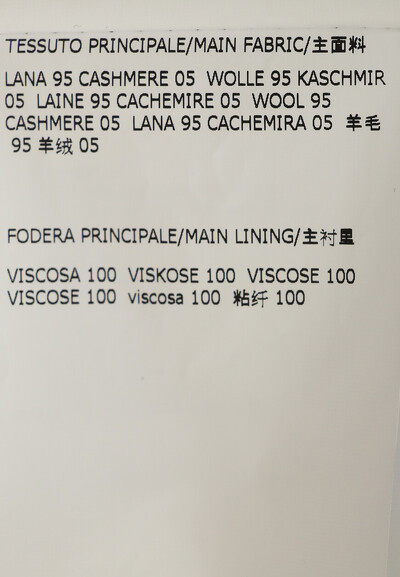 TESSUTO PRINCIPALE/MAIN FABRIC/主面料
LANA 95 CASHMERE 05 WOLLE 95 KASCHMIR
05 LAINE 95 CACHEMIRE 05 WOOL 95
CASHMERE 05 LANA 95 CACHEMIRA 05 羊毛
95 羊绒 05
FODERA PRINCIPALE/MAIN LINING/主衬里
VISCOSA 100 VISKOSE 100 VISCOSE 100
VISCOSE 100 viscosa 100 粘纤 100